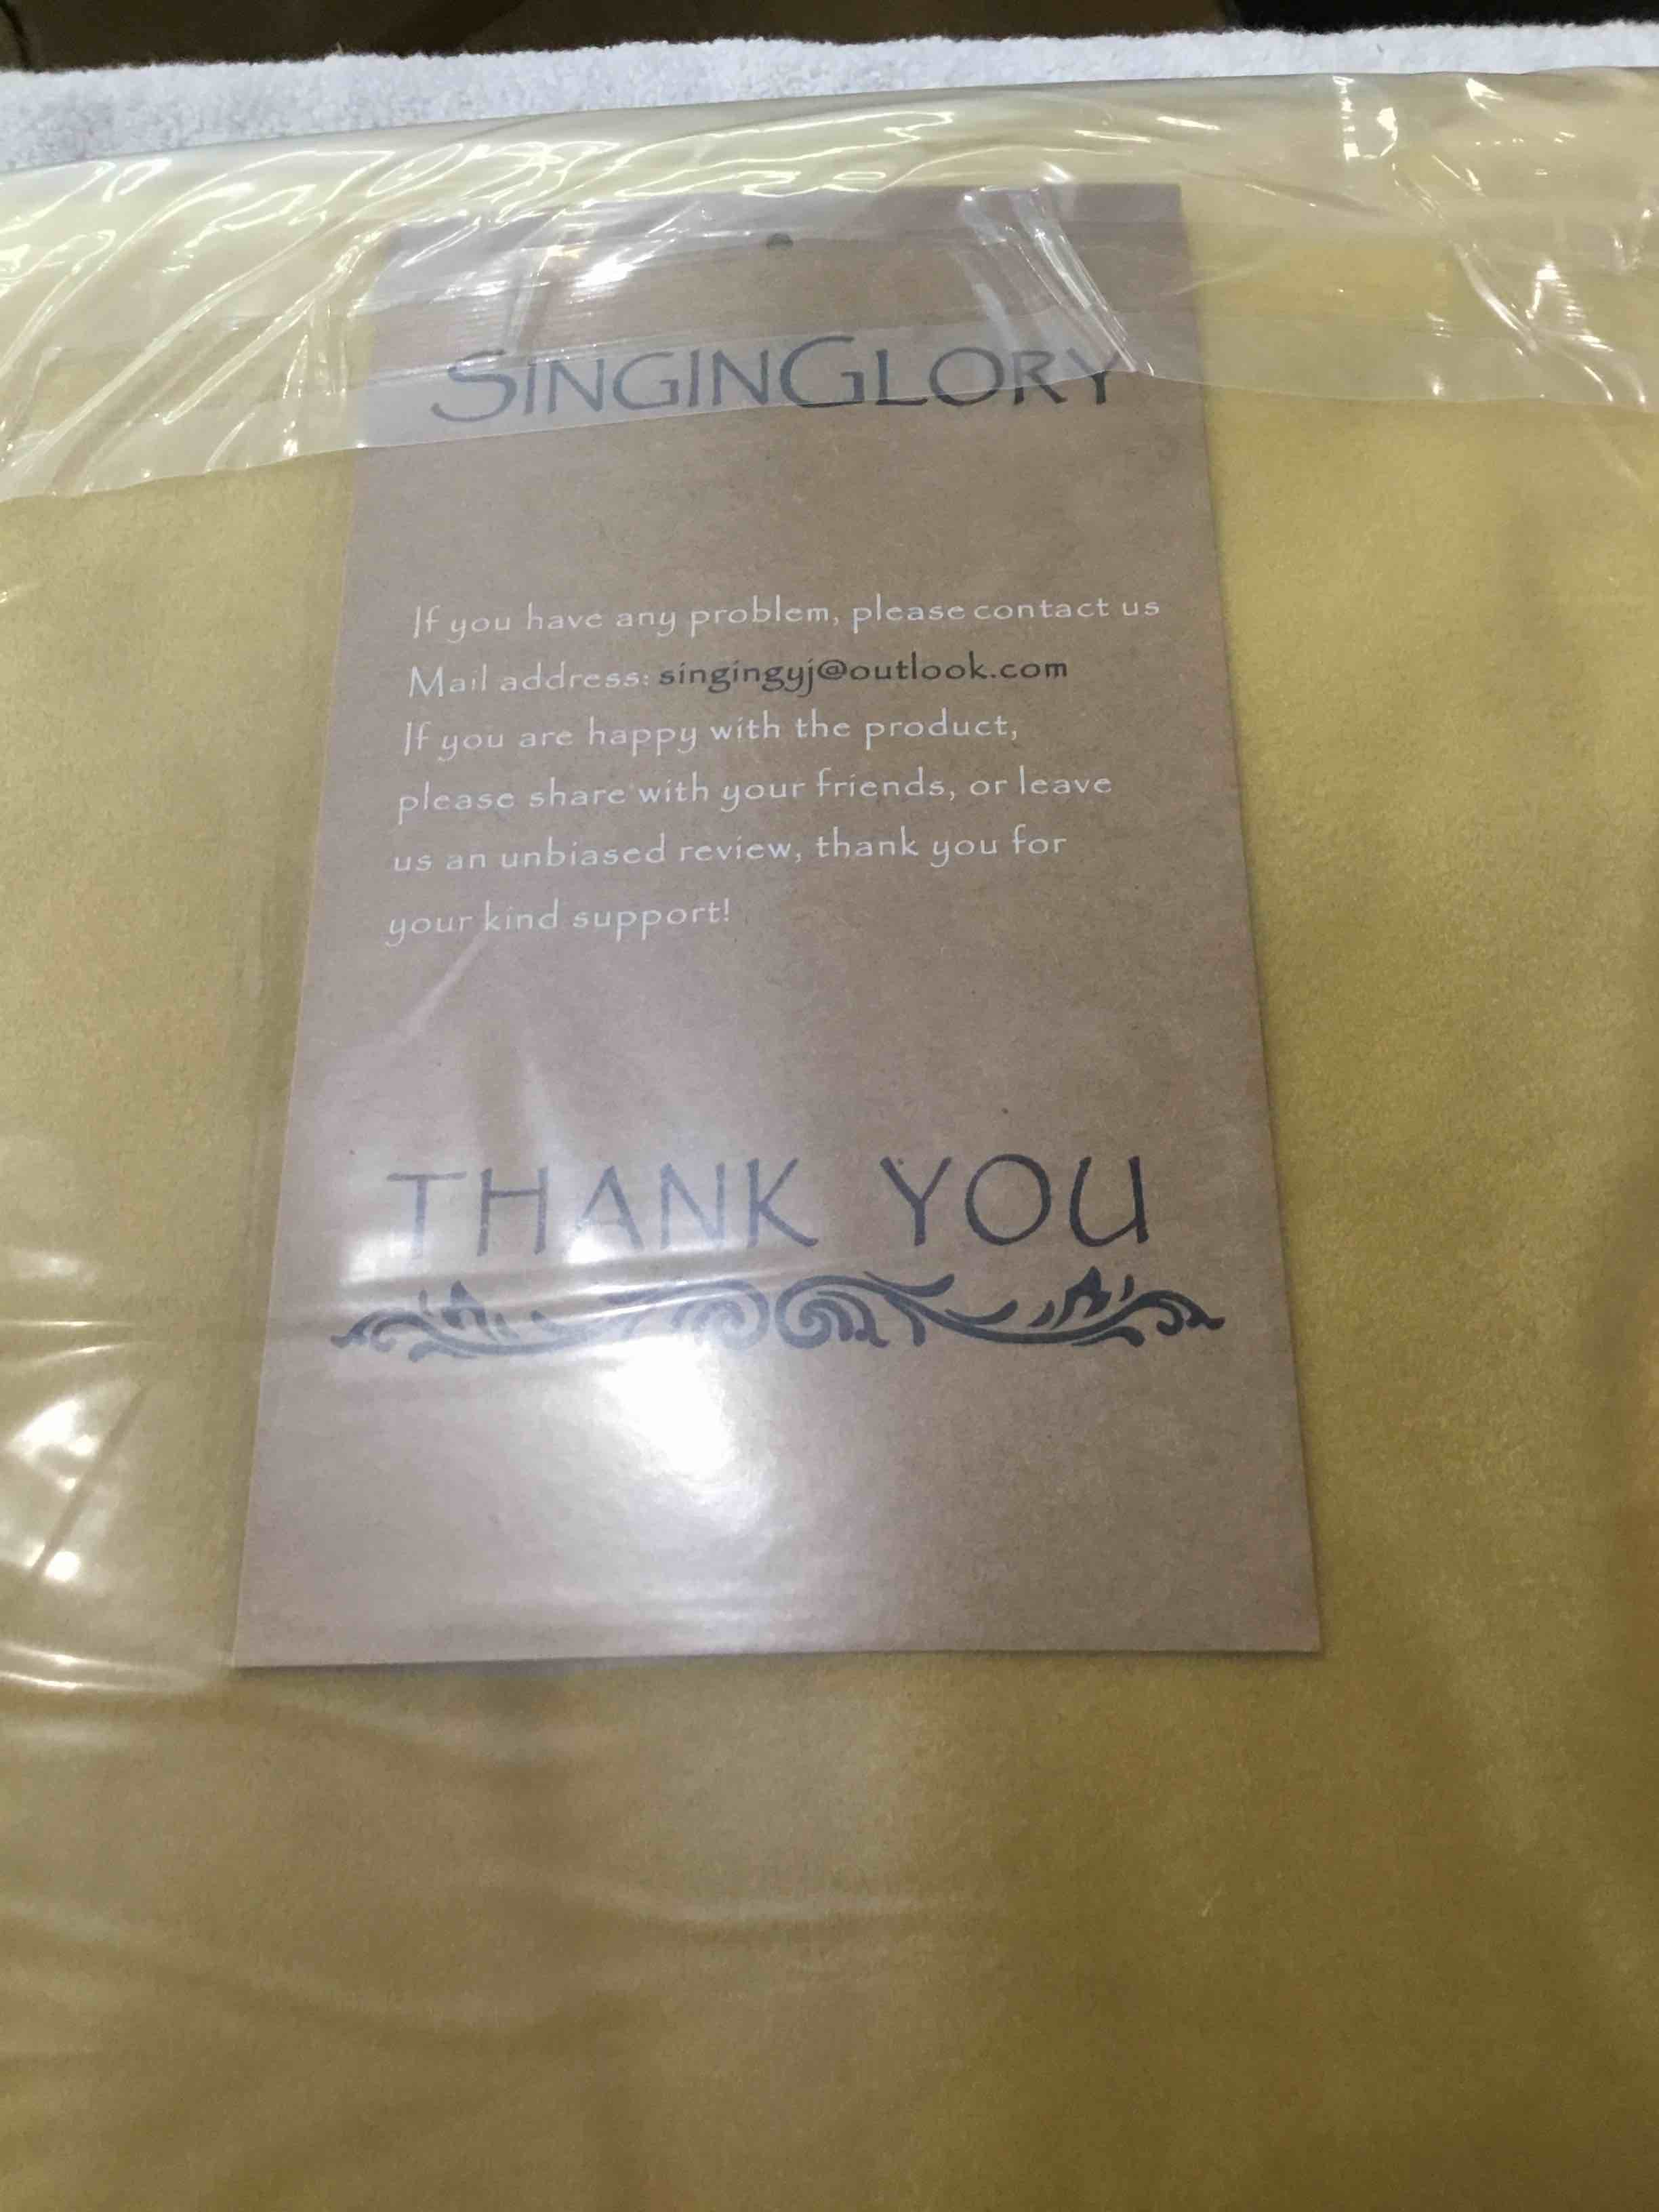 SINGINGLORY
If you have any problem, please contact us
Mail address: singingyj@outlook.com
If you are happy with the product,
please share with your friends, or leave
us an unbiased review, thank you for
your kind support!
THANK YOU